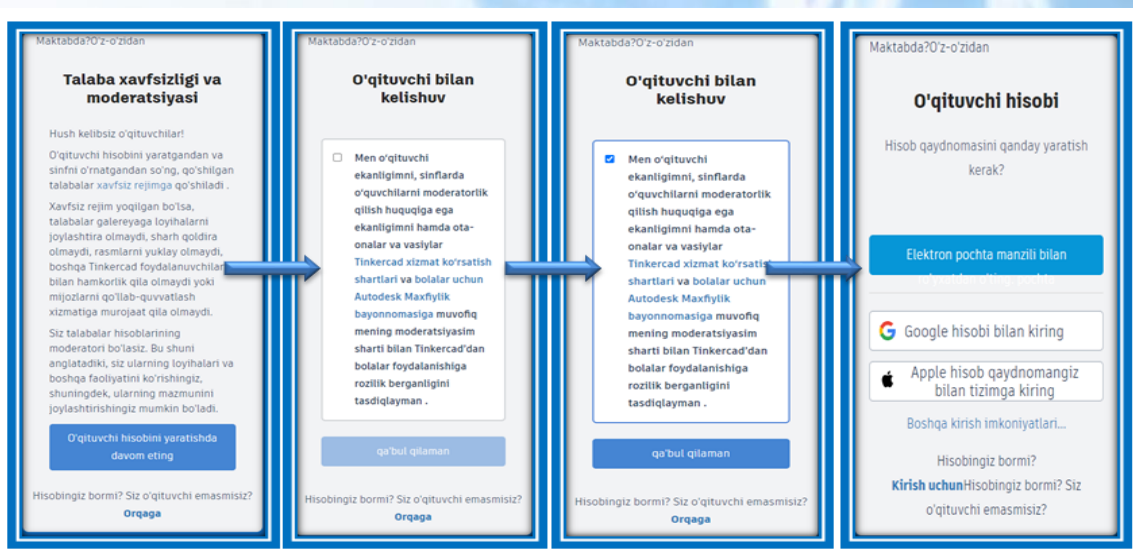 Maktabda?O'z-o'zidan
Talaba xavfsizligi va
moderatsiyasi
Hush kelibsiz o'qituvchilar!
O'qituvchi hisobini yaratgandan va
sinfni o'rnatgandan so'ng, qo'shilgan
talabalar xavfsiz rejimga qo'shiladi .
Xavfsiz rejim yoqilgan bo'lsa,
talabalar galereyaga loyihalarni
joylashtira olmaydi, sharh qoldira
olmaydi, rasmlarni yuklay olmaydi,
boshqa Tinkercad foydalanuvchilar
bilan hamkorlik qila olmaydi yoki
mijozlarni qo'llab-quvvatlash
xizmatiga murojaat qila olmaydi.
Siz talabalar hisoblarining
moderatori bo'lasiz. Bu shuni
anglatadiki, siz ularning loyihalari va
boshqa faoliyatini ko'rishingiz,
shuningdek, ularning mazmunini
joylashtirishingiz mumkin bo'ladi.
O'qituvchi hisobini yaratishda
davom eting
Hisobingiz bormi? Siz o'qituvchi emasmisiz?
Orqaga
Maktabda?O'z-o'zidan
O'qituvchi bilan
kelishuv
Men o'qituvchi
ekanligimni, sinflarda
o'quvchilarni moderatorlik
qilish huquqiga ega
ekanligimni hamda ota-
onalar va vasiylar
Tinkercad xizmat ko'rsatish
shartlari va bolalar uchun
Autodesk Maxfiylik
bayonnomasiga muvofiq
mening moderatsiyasim
sharti bilan Tinkercad'dan
bolalar foydalanishiga
rozilik berganligini
tasdiqlayman .
qa'bul qilaman
Hisobingiz bormi? Siz o'qituvchi emasmisiz?
Orqaga
Maktabda?O'z-o'zidan
O'qituvchi bilan
kelishuv
Men o'qituvchi
ekanligimni, sinflarda
o'quvchilarni moderatorlik
qilish huquqiga ega
ekanligimni hamda ota-
onalar va vasiylar
Tinkercad xizmat ko'rsatish
shartlari va bolalar uchun
Autodesk Maxfiylik
bayonnomasiga muvofiq
mening moderatsiyasim
sharti bilan Tinkercad'dan
bolalar foydalanishiga
rozilik berganligini
tasdiqlayman .
qa'bul qilaman
Hisobingiz bormi? Siz o'qituvchi emasmisiz?
Orqaga
Maktabda?O'z-o'zidan
O'qituvchi hisobi
Hisob qaydnomasini qanday yaratish
kerak?
Elektron pochta manzili bilan
Google hisobi bilan kiring
Apple hisob qaydnomangiz
bilan tizimga kiring
Boshqa kirish imkoniyatlari...
Hisobingiz bormi?
Kirish uchunHisobingiz bormi? Siz
o'qituvchi emasmisiz?